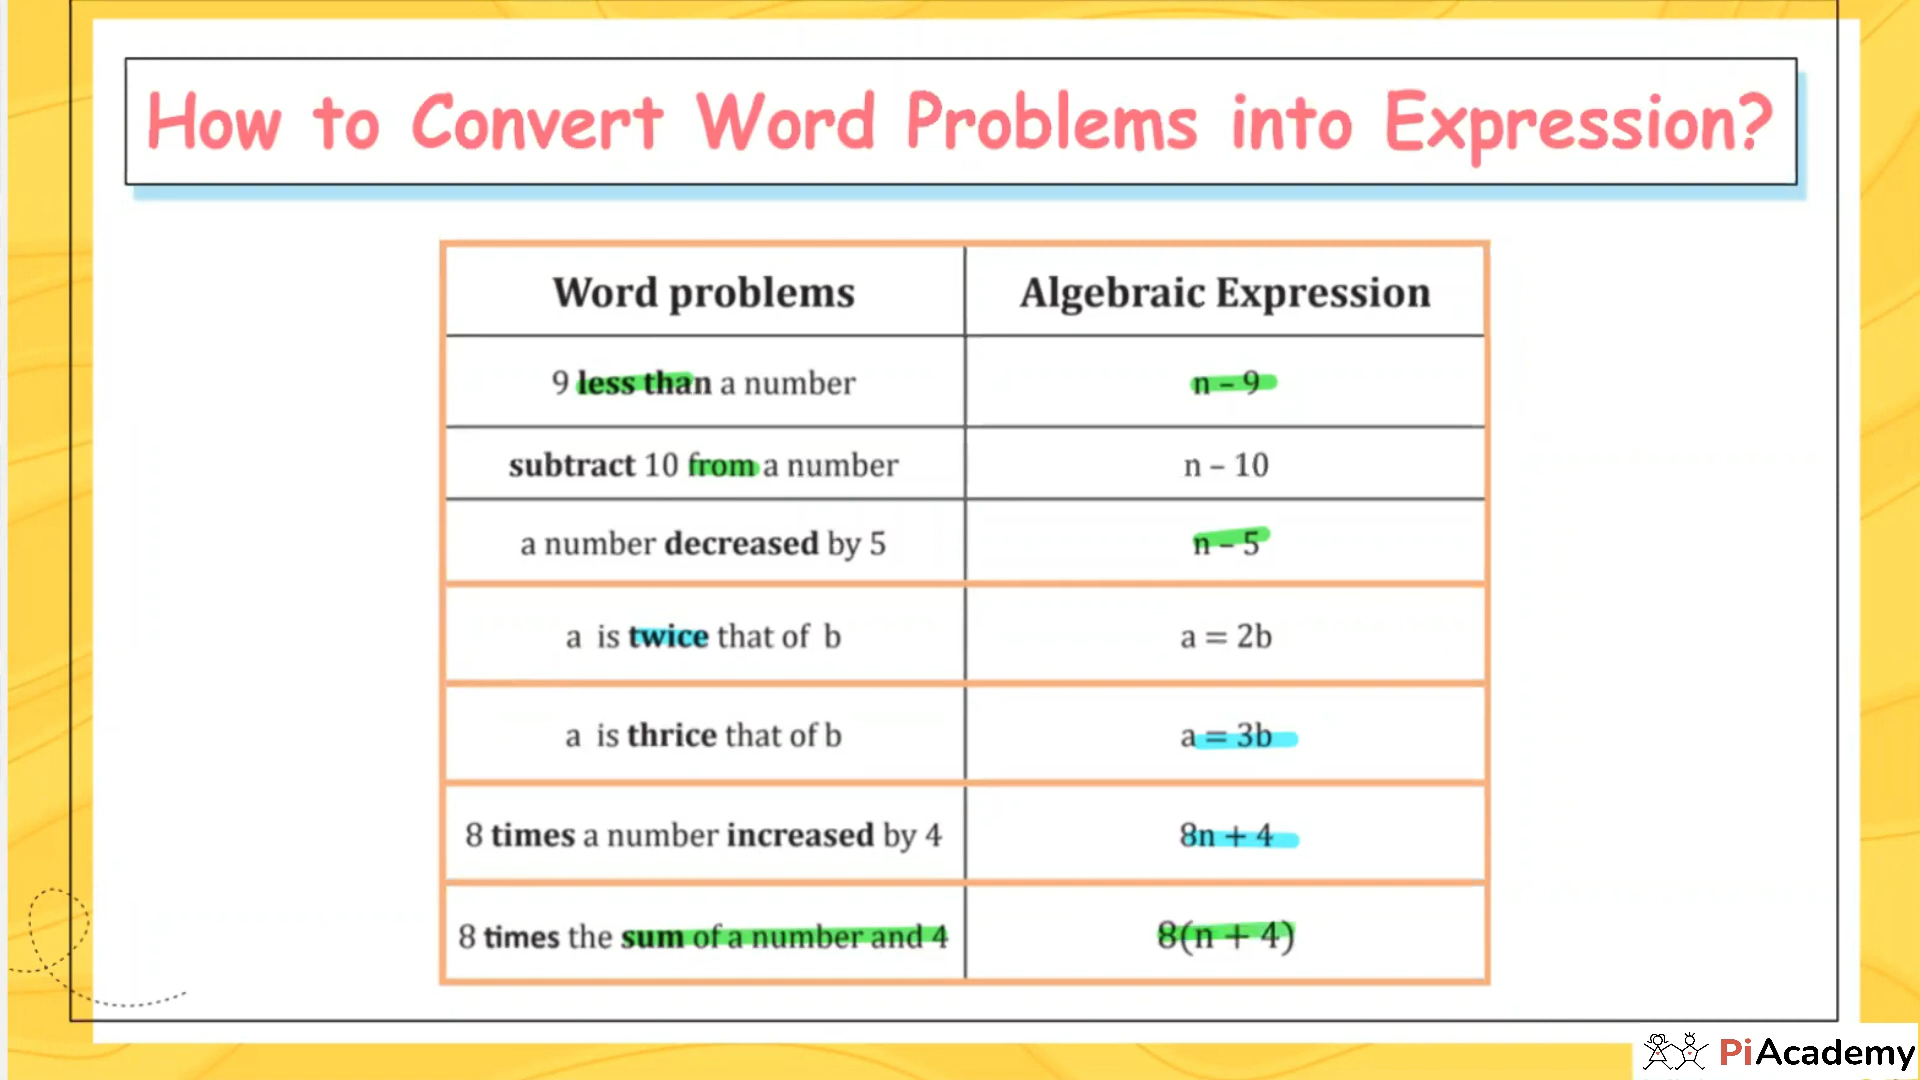 How to Convert Word Problems into Expression?
Word problems
Algebraic Expression
9 less than a number
n – 9
subtract 10 from a number
n – 10
a number decreased by 5
n – 5
a is twice that of b
a = 2b
a is thrice that of b
a = 3b
8 times a number increased by 4
8n + 4
8 times the sum of a number and 4
8(n + 4)
PiAcademy